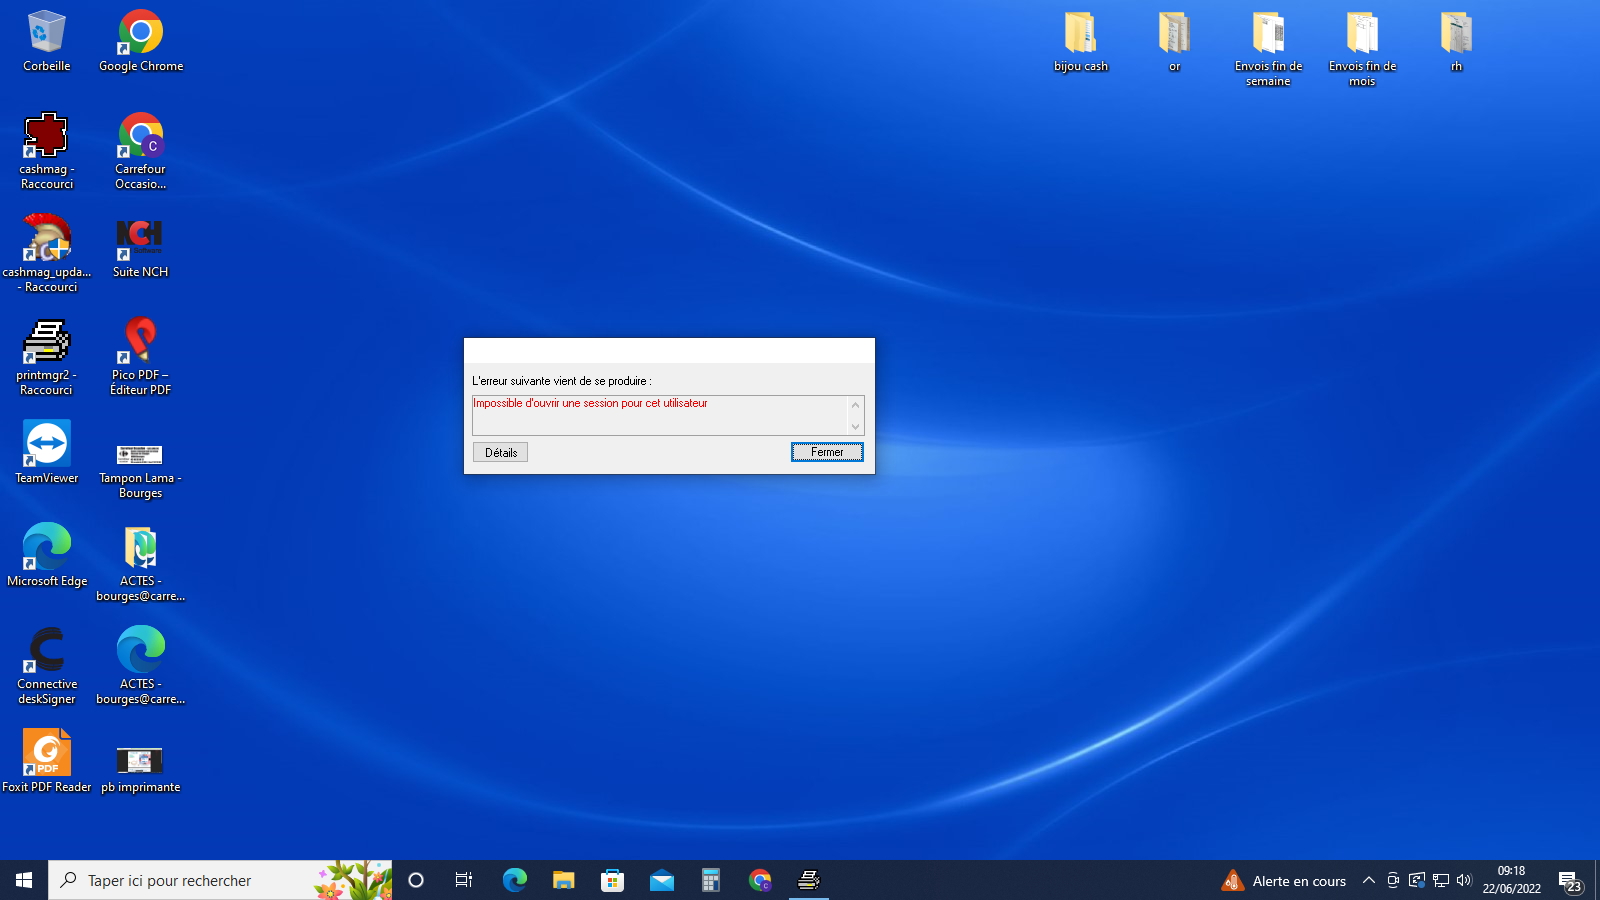 Corbeille
Google Chrome
bijou cash
or
Envois fin de
semaine
Envois fin de
mois
rh
cashmag -
Raccourci
C
Carrefour
Occasio...
cashmag_upda...
- Raccourci
NCH
Software
Suite NCH
printmgr2 -
Raccourci
Pico PDF –
Éditeur PDF
L'erreur suivante vient de se produire :
Impossible d'ouvrir une session pour cet utilisateur
Détails
Fermer
TeamViewer
Tampon Lama -
Bourges
Microsoft Edge
ACTES -
bourges@carre...
Connective
deskSigner
ACTES -
bourges@carre...
PDF
Foxit PDF Reader
pb imprimante
Taper ici pour rechercher
Alerte en cours
09:18
22/06/2022
23